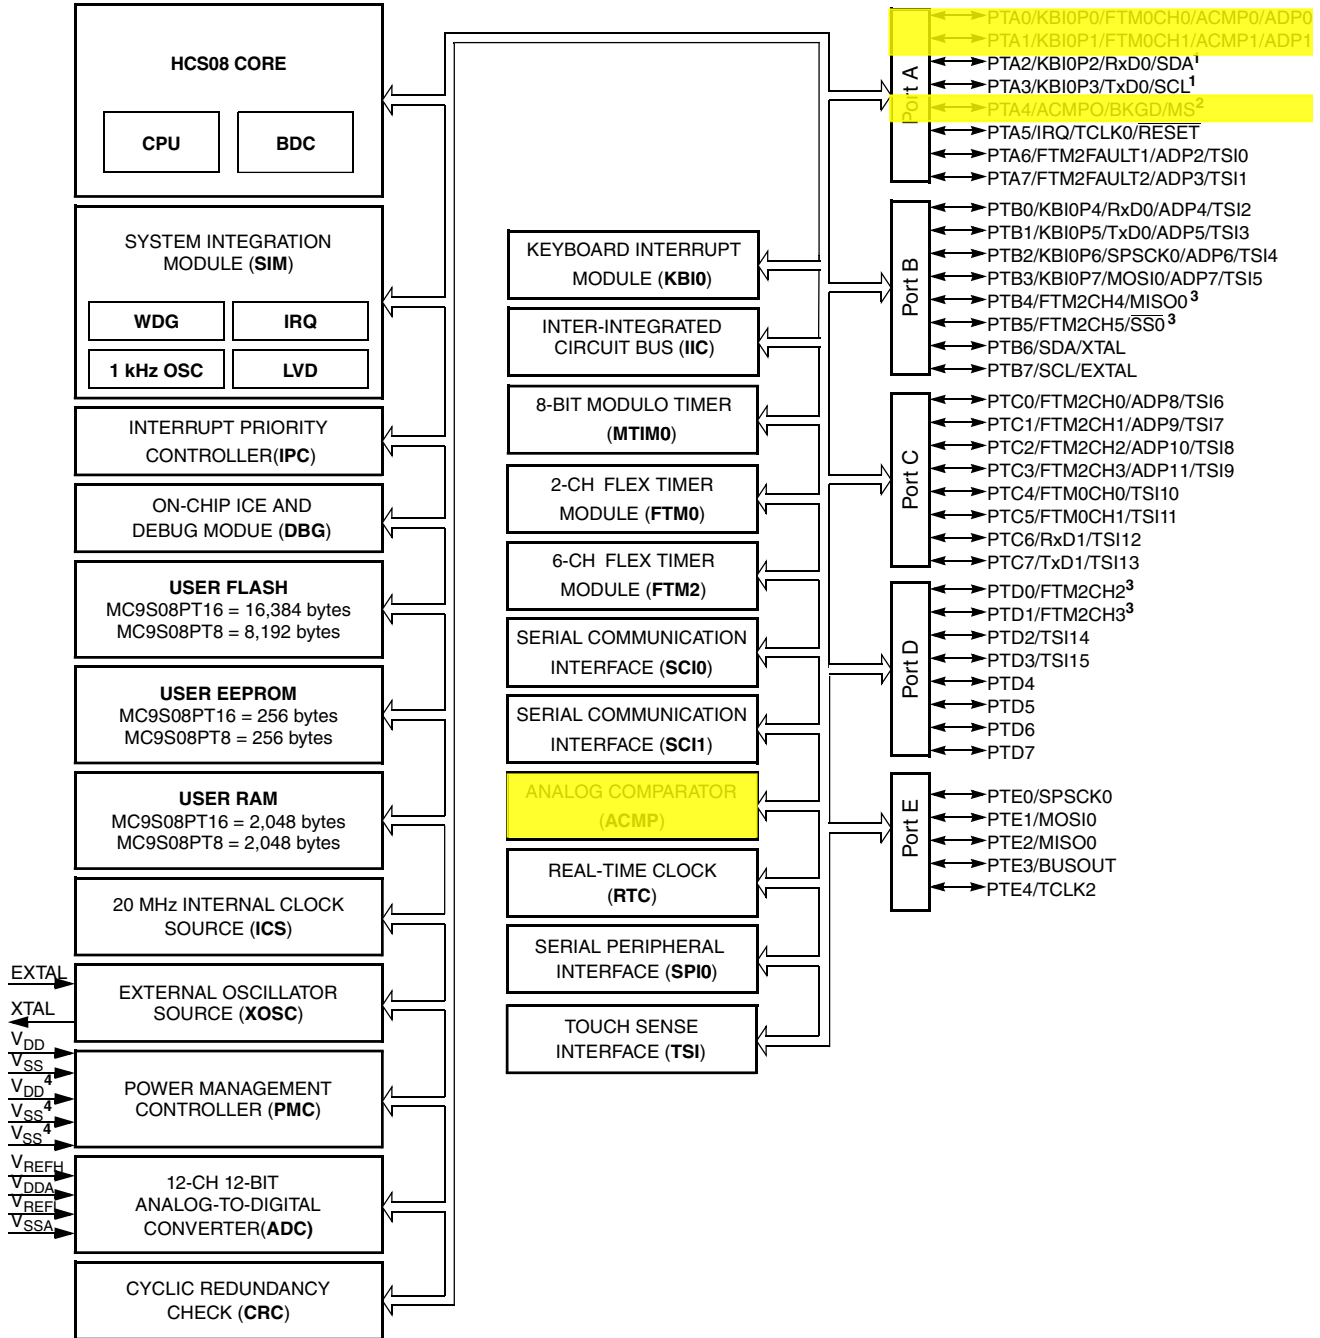 HCS08 CORE
CPU
BDC
SYSTEM INTEGRATION
MODULE (SIM)
WDG
IRQ
1 kHz OSC
LVD
INTERRUPT PRIORITY
CONTROLLER(IPC)
ON-CHIP ICE AND
DEBUG MODUE (DBG)
USER FLASH
MC9S08PT16 = 16,384 bytes
MC9S08PT8 = 8,192 bytes
USER EEPROM
MC9S08PT16 = 256 bytes
MC9S08PT8 = 256 bytes
USER RAM
MC9S08PT16 = 2,048 bytes
MC9S08PT8 = 2,048 bytes
20 MHz INTERNAL CLOCK
SOURCE (ICS)
EXTERNAL OSCILLATOR
SOURCE (XOSC)
POWER MANAGEMENT
CONTROLLER (PMC)
12-CH 12-BIT
ANALOG-TO-DIGITAL
CONVERTER(ADC)
CYCLIC REDUNDANCY
CHECK (CRC)
EXTAL
XTAL
VDD
VSS
VDD4
VSS4
VSS4
VREFH
VDDA
VREFL
VSSA
KEYBOARD INTERRUPT
MODULE (KBI0)
INTER-INTEGRATED
CIRCUIT BUS (IIC)
8-BIT MODULO TIMER
(MTIM0)
2-CH FLEX TIMER
MODULE (FTM0)
6-CH FLEX TIMER
MODULE (FTM2)
SERIAL COMMUNICATION
INTERFACE (SCI0)
SERIAL COMMUNICATION
INTERFACE (SCI1)
ANALOG COMPARATOR
(ACMP)
REAL-TIME CLOCK
(RTC)
SERIAL PERIPHERAL
INTERFACE (SPI0)
TOUCH SENSE
INTERFACE (TSI)
Port A
PTA0/KBI0P0/FTM0CH0/ACMP0/ADP0
PTA1/KBI0P1/FTM0CH1/ACMP1/ADP1
PTA2/KBI0P2/RxD0/SDA1
PTA3/KBI0P3/TxD0/SCL1
PTA4/ACMPO/BKGD/MS2
PTA5/IRQ/TCLK0/RESET
PTA6/FTM2FAULT1/ADP2/TSI0
PTA7/FTM2FAULT2/ADP3/TSI1
Port B
PTB0/KBI0P4/RxD0/ADP4/TSI2
PTB1/KBI0P5/TxD0/ADP5/TSI3
PTB2/KBI0P6/SPSCK0/ADP6/TSI4
PTB3/KBI0P7/MOSI0/ADP7/TSI5
PTB4/FTM2CH4/MISO0 3
PTB5/FTM2CH5/SS0 3
PTB6/SDA/XTAL
PTB7/SCL/EXTAL
Port C
PTC0/FTM2CH0/ADP8/TSI6
PTC1/FTM2CH1/ADP9/TSI7
PTC2/FTM2CH2/ADP10/TSI8
PTC3/FTM2CH3/ADP11/TSI9
PTC4/FTM0CH0/TSI10
PTC5/FTM0CH1/TSI11
PTC6/RxD1/TSI12
PTC7/TxD1/TSI13
Port D
PTD0/FTM2CH23
PTD1/FTM2CH33
PTD2/TSI14
PTD3/TSI15
PTD4
PTD5
PTD6
PTD7
Port E
PTE0/SPSCK0
PTE1/MOSI0
PTE2/MISO0
PTE3/BUSOUT
PTE4/TCLK2